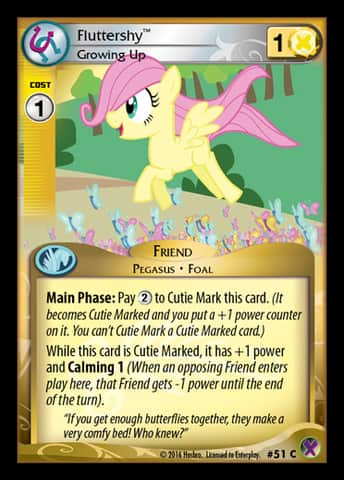 Fluttershy™
Growing Up
1
COST
1
FRIEND
PEGASUS • FOAL
Main Phase: Pay 2 to Cutie Mark this card. (It
becomes Cutie Marked and you put a +1 power counter
on it. You can't Cutie Mark a Cutie Marked card.)
While this card is Cutie Marked, it has +1 power
and Calming 1 (When an opposing Friend enters
play here, that Friend gets -1 power until the end
of the turn).
"If you get enough butterflies together, they make a
very comfy bed! Who knew?"
© 2016 Hasbro. Licensed to Enterplay. #51 C